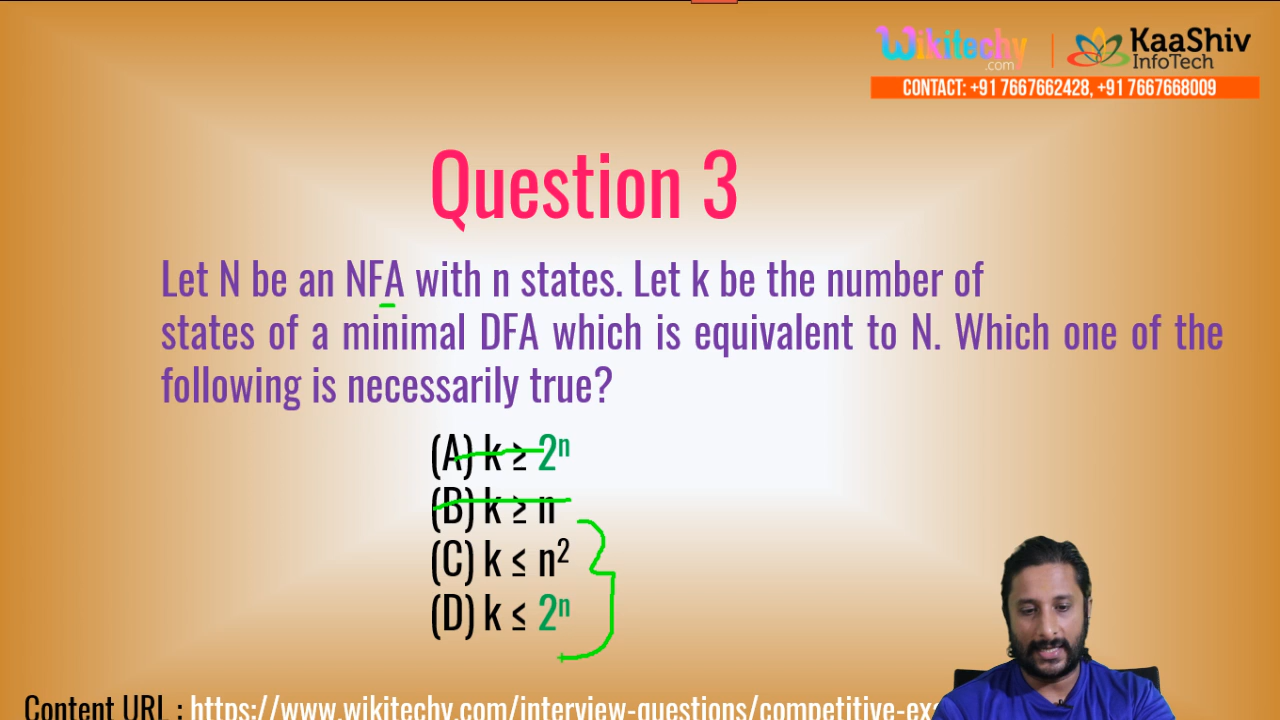 Wikitechy
.com
KaaShiv
InfoTech
CONTACT: +91 7667662428, +91 7667668009
Question 3
Let N be an NFA with n states. Let k be the number of
states of a minimal DFA which is equivalent to N. Which one of the
following is necessarily true?
(A) k ≥ 2ⁿ
(B) k ≥ n
(C) k ≤ n²
(D) k ≤ 2ⁿ
Content URL : https://www.wikitechy.com/interview-questions/competitive-exa